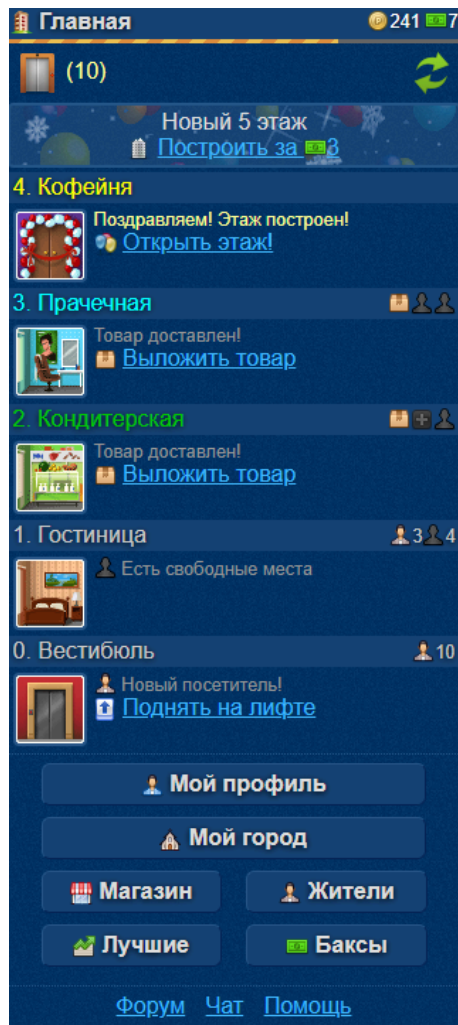 Главная 241 7
(10)
Новый 5 этаж
Построить за 3
4. Кофейня
Поздравляем! Этаж построен!
Открыть этаж!
3. Прачечная
Товар доставлен!
Выложить товар
2. Кондитерская
Товар доставлен!
Выложить товар
1. Гостиница 3 4
Есть свободные места
0. Вестибюль 10
Новый посетитель!
Поднять на лифте
Мой профиль
Мой город
Магазин Жители
Лучшие Баксы
Форум Чат Помощь